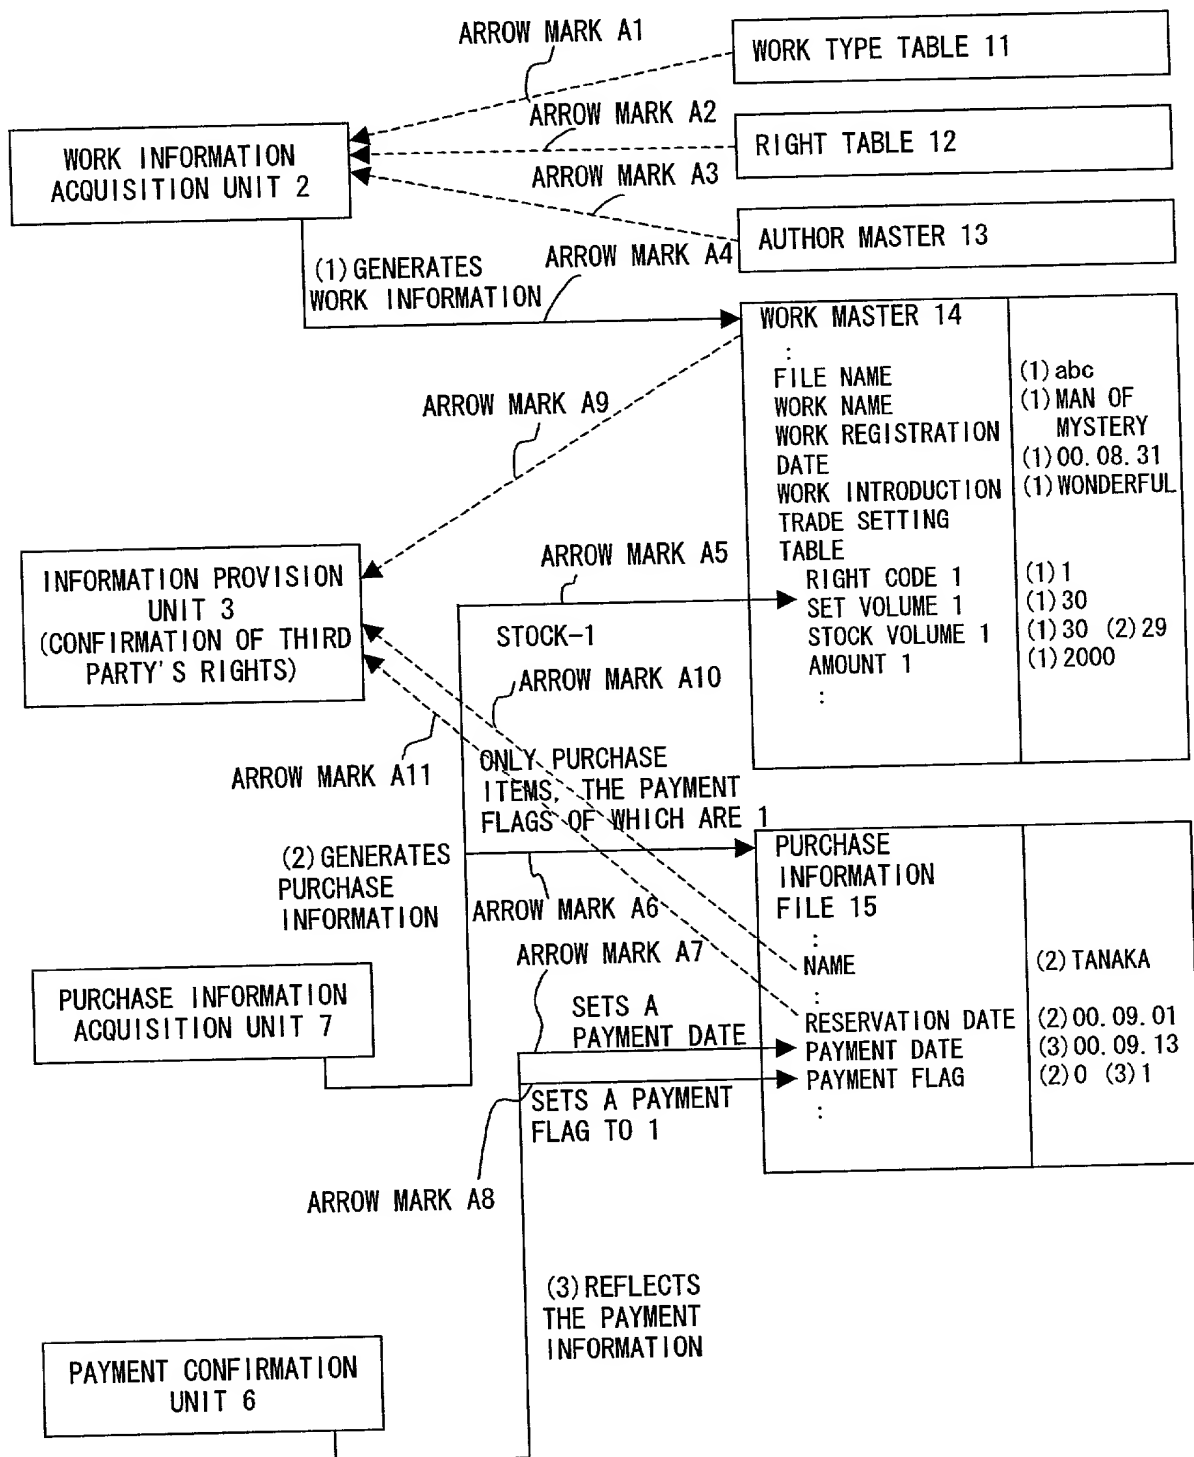 ARROW MARK A1
WORK TYPE TABLE 11
ARROW MARK A2
RIGHT TABLE 12
WORK INFORMATION
ACQUISITION UNIT 2
ARROW MARK A3
AUTHOR MASTER 13
ARROW MARK A4
(1)GENERATES
WORK INFORMATION
WORK MASTER 14
:
FILE NAME (1)abc
WORK NAME (1)MAN OF
MYSTERY
WORK REGISTRATION
DATE (1)00.08.31
WORK INTRODUCTION (1)WONDERFUL
TRADE SETTING
TABLE
RIGHT CODE 1 (1)1
SET VOLUME 1 (1)30
STOCK VOLUME 1 (1)30 (2)29
AMOUNT 1 (1)2000
:
ARROW MARK A9
ARROW MARK A5
INFORMATION PROVISION
UNIT 3
(CONFIRMATION OF THIRD
PARTY'S RIGHTS)
STOCK-1
ARROW MARK A10
ARROW MARK A11
ONLY PURCHASE
ITEMS, THE PAYMENT
FLAGS OF WHICH ARE 1
(2)GENERATES
PURCHASE
INFORMATION
ARROW MARK A6
PURCHASE
INFORMATION
FILE 15
:
NAME (2)TANAKA
:
RESERVATION DATE (2)00.09.01
PAYMENT DATE (3)00.09.13
PAYMENT FLAG (2)0 (3)1
:
ARROW MARK A7
SETS A
PAYMENT DATE
PURCHASE INFORMATION
ACQUISITION UNIT 7
SETS A PAYMENT
FLAG TO 1
ARROW MARK A8
(3)REFLECTS
THE PAYMENT
INFORMATION
PAYMENT CONFIRMATION
UNIT 6